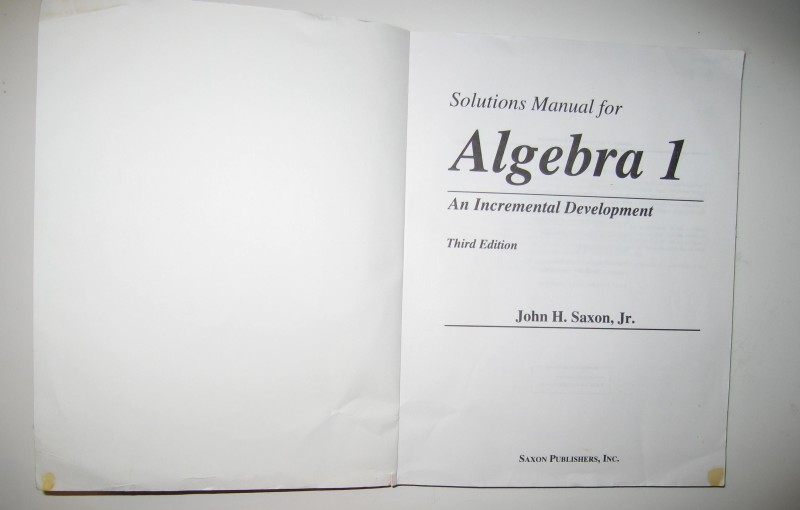 Solutions Manual for
Algebra 1
An Incremental Development
Third Edition
John H. Saxon, Jr.
SAXON PUBLISHERS, INC.